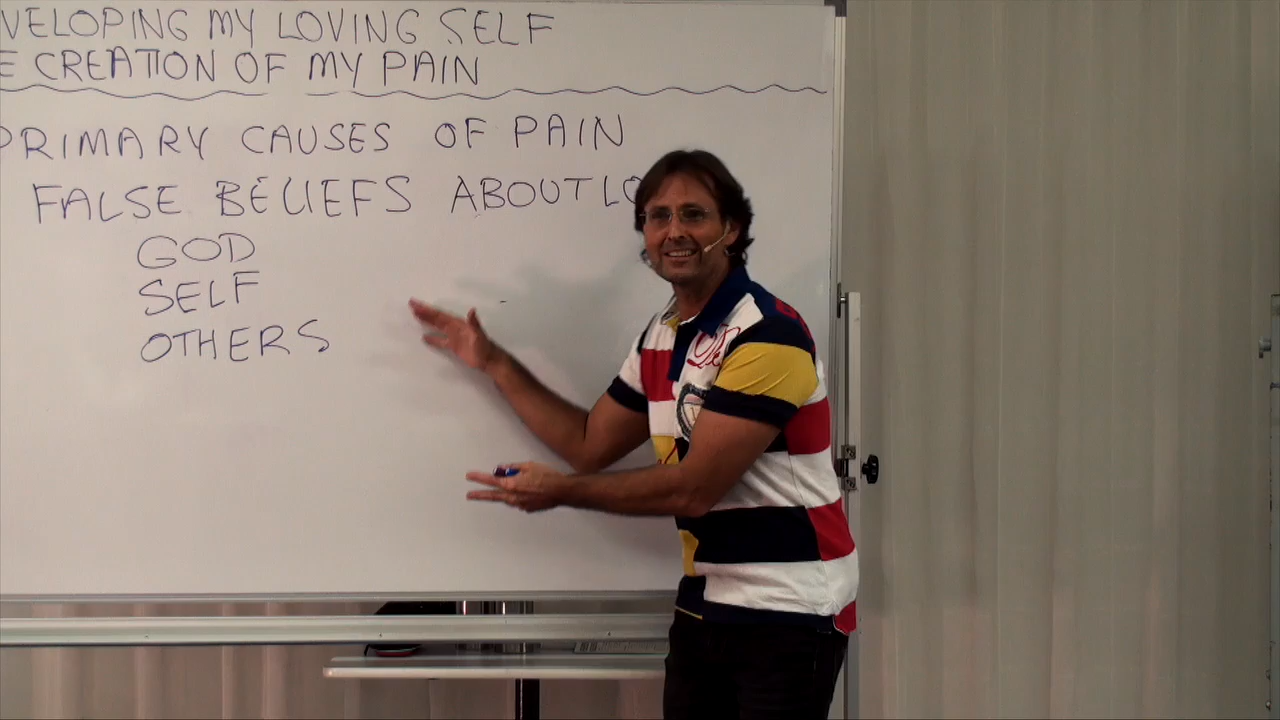 VELOPING MY LOVING SELF
E CREATION OF MY PAIN
PRIMARY CAUSES OF PAIN
FALSE BELIEFS ABOUT LO
GOD
SELF
OTHERS